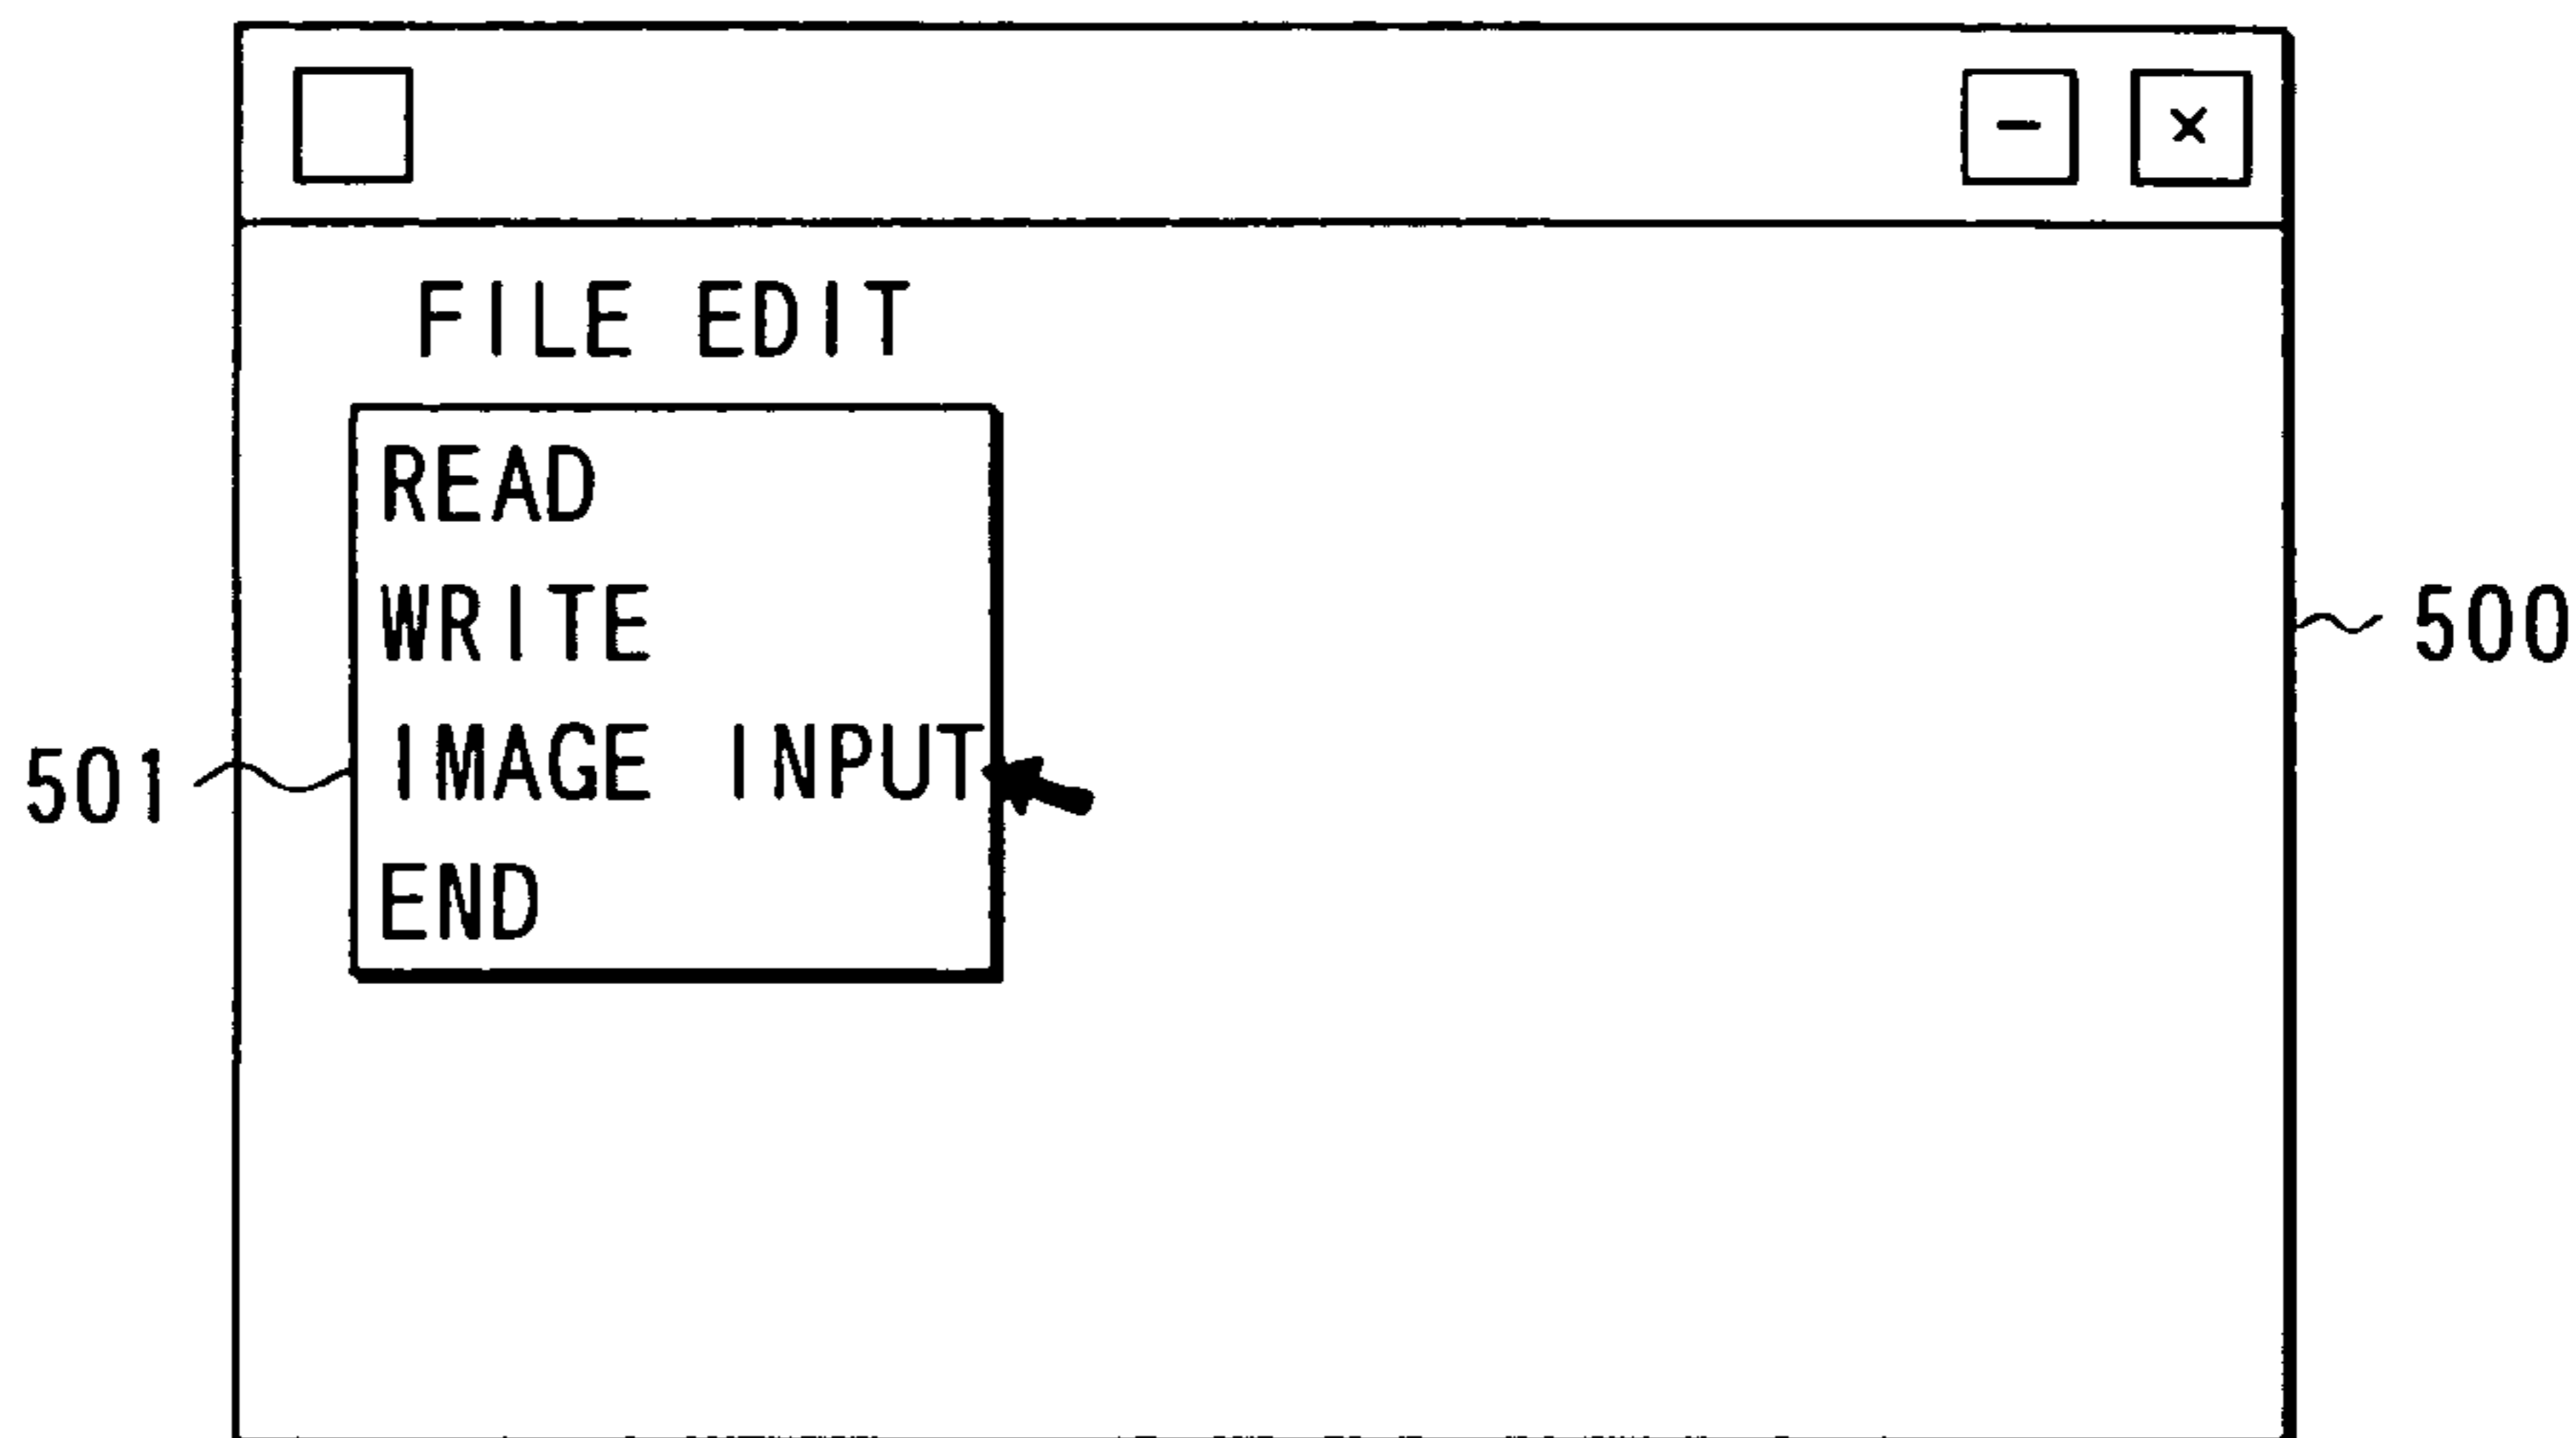 - ×
FILE EDIT
READ
WRITE
500
IMAGE INPUT
501
END